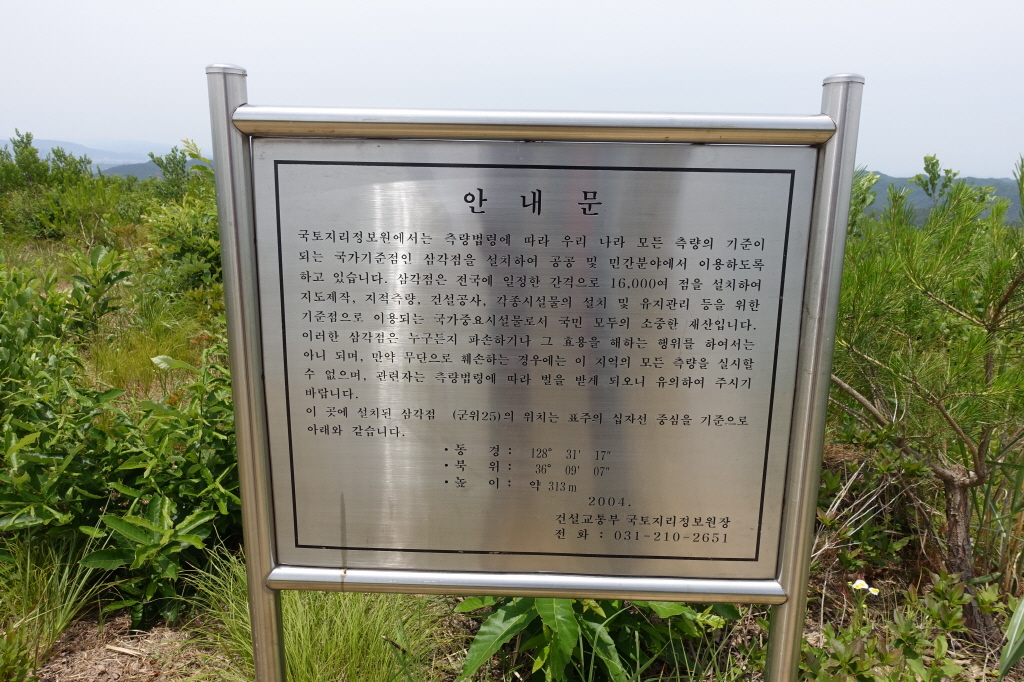 안 내 문
국토지리정보원에서는 측량법령에 따라 우리 나라 모든 측량의 기준이
되는 국가기준점인 삼각점을 설치하여 공공 및 민간분야에서 이용하도록
하고 있습니다. 삼각점은 전국에 일정한 간격으로 16,000여 점을 설치하여
지도제작, 지적측량, 건설공사, 각종시설물의 설치 및 유지관리 등을 위한
기준점으로 이용되는 국가중요시설물로서 국민 모두의 소중한 재산입니다.
이러한 삼각점은 누구든지 파손하거나 그 효용을 해하는 행위를 하여서는
아니 되며, 만약 무단으로 훼손하는 경우에는 이 지역의 모든 측량을 실시할
수 없으며, 관련자는 측량법령에 따라 벌을 받게 되오니 유의하여 주시기
바랍니다.
이 곳에 설치된 삼각점 (군위25)의 위치는 표주의 십자선 중심을 기준으로
아래와 같습니다.
·동 경 : 128° 31′ 17″
·북 위 : 36° 09′ 07″
·높 이 : 약 313m
2004.
건설교통부 국토지리정보원장
전 화 : 031-210-2651